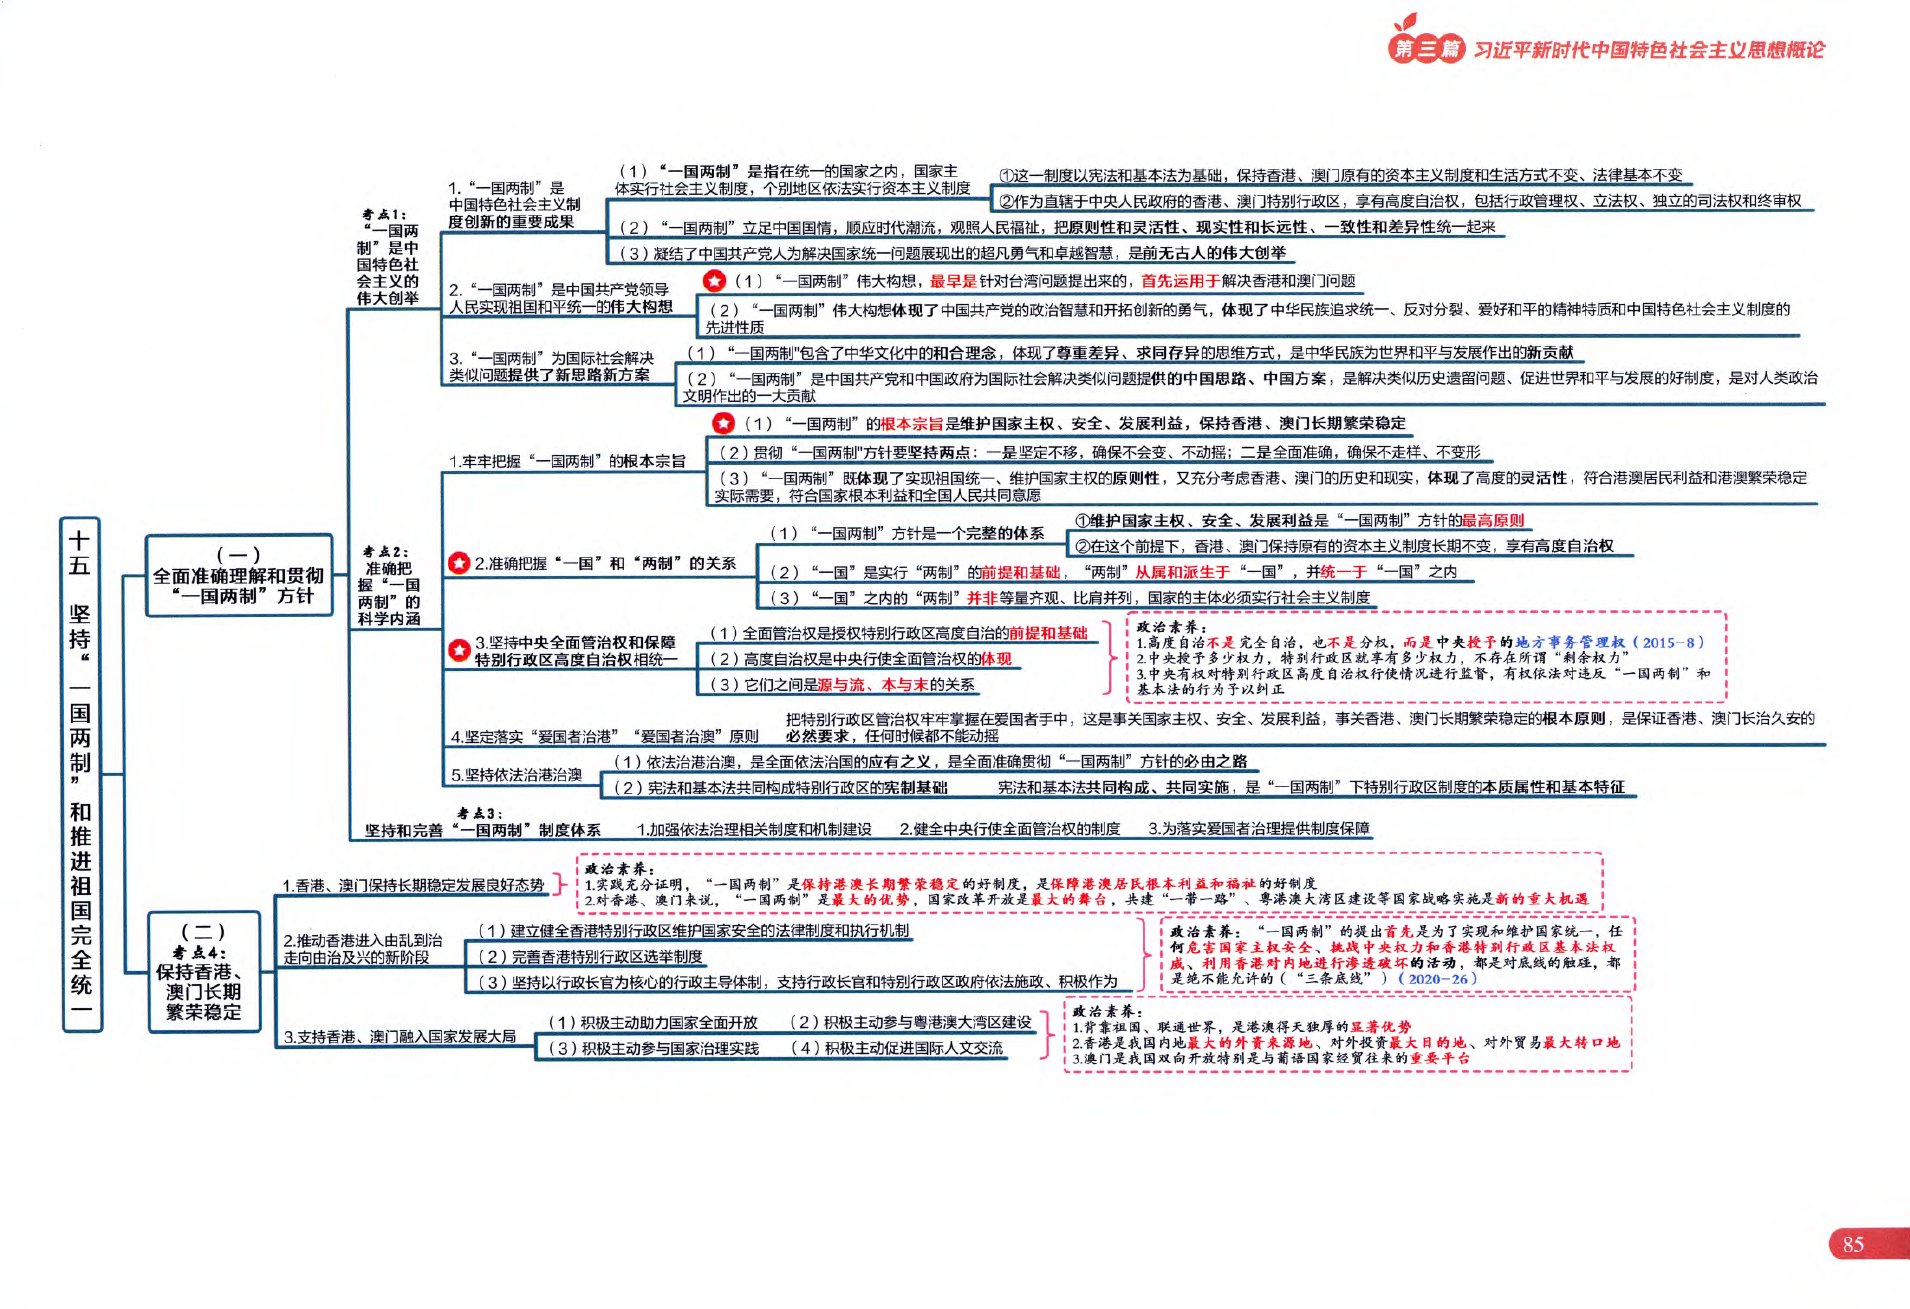 第三篇 习近平新时代中国特色社会主义思想概论
十五 坚持“一国两制”和推进祖国完全统一
（一）
全面准确理解和贯彻
“一国两制”方针
考点1：
“一国两
制”是中
国特色社
会主义的
伟大创举
1.“一国两制”是
中国特色社会主义制
度创新的重要成果
（1）“一国两制”是指在统一的国家之内，国家主
体实行社会主义制度，个别地区依法实行资本主义制度
①这一制度以宪法和基本法为基础，保持香港、澳门原有的资本主义制度和生活方式不变、法律基本不变
②作为直辖于中央人民政府的香港、澳门特别行政区，享有高度自治权，包括行政管理权、立法权、独立的司法权和终审权
（2）“一国两制”立足中国国情，顺应时代潮流，观照人民福祉，把原则性和灵活性、现实性和长远性、一致性和差异性统一起来
（3）凝结了中国共产党人为解决国家统一问题展现出的超凡勇气和卓越智慧，是前无古人的伟大创举
2.“一国两制”是中国共产党领导
人民实现祖国和平统一的伟大构想
（1）“一国两制”伟大构想，最早是针对台湾问题提出来的，首先运用于解决香港和澳门问题
（2）“一国两制”伟大构想体现了中国共产党的政治智慧和开拓创新的勇气，体现了中华民族追求统一、反对分裂、爱好和平的精神特质和中国特色社会主义制度的
先进性质
3.“一国两制”为国际社会解决
类似问题提供了新思路新方案
（1）“一国两制"包含了中华文化中的和合理念，体现了尊重差异、求同存异的思维方式，是中华民族为世界和平与发展作出的新贡献
（2）“一国两制”是中国共产党和中国政府为国际社会解决类似问题提供的中国思路、中国方案，是解决类似历史遗留问题、促进世界和平与发展的好制度，是对人类政治
文明作出的一大贡献
考点2：
准确把
握“一国
两制”的
科学内涵
1.牢牢把握“一国两制”的根本宗旨
（1）“一国两制”的根本宗旨是维护国家主权、安全、发展利益，保持香港、澳门长期繁荣稳定
（2）贯彻“一国两制"方针要坚持两点：一是坚定不移，确保不会变、不动摇；二是全面准确，确保不走样、不变形
（3）“一国两制”既体现了实现祖国统一、维护国家主权的原则性，又充分考虑香港、澳门的历史和现实，体现了高度的灵活性，符合港澳居民利益和港澳繁荣稳定
实际需要，符合国家根本利益和全国人民共同意愿
2.准确把握“一国”和“两制”的关系
（1）“一国两制”方针是一个完整的体系
①维护国家主权、安全、发展利益是“一国两制”方针的最高原则
②在这个前提下，香港、澳门保持原有的资本主义制度长期不变，享有高度自治权
（2）“一国”是实行“两制”的前提和基础，“两制”从属和派生于“一国”，并统一于“一国”之内
（3）“一国”之内的“两制”并非等量齐观、比肩并列，国家的主体必须实行社会主义制度
3.坚持中央全面管治权和保障
特别行政区高度自治权相统一
（1）全面管治权是授权特别行政区高度自治的前提和基础
（2）高度自治权是中央行使全面管治权的体现
（3）它们之间是源与流、本与末的关系
政治素养：
1.高度自治不是完全自治，也不是分权，而是中央授予的地方事务管理权（2015-8）
2.中央授予多少权力，特别行政区就享有多少权力，不存在所谓“剩余权力”
3.中央有权对特别行政区高度自治权行使情况进行监督，有权依法对违反“一国两制”和
基本法的行为予以纠正
4.坚定落实“爱国者治港”“爱国者治澳”原则
把特别行政区管治权牢牢掌握在爱国者手中，这是事关国家主权、安全、发展利益，事关香港、澳门长期繁荣稳定的根本原则，是保证香港、澳门长治久安的
必然要求，任何时候都不能动摇
5.坚持依法治港治澳
（1）依法治港治澳，是全面依法治国的应有之义，是全面准确贯彻“一国两制”方针的必由之路
（2）宪法和基本法共同构成特别行政区的宪制基础 宪法和基本法共同构成、共同实施，是“一国两制”下特别行政区制度的本质属性和基本特征
考点3：
坚持和完善“一国两制”制度体系 1.加强依法治理相关制度和机制建设 2.健全中央行使全面管治权的制度 3.为落实爱国者治理提供制度保障
（二）
考点4：
保持香港、
澳门长期
繁荣稳定
1.香港、澳门保持长期稳定发展良好态势
政治素养：
1.实践充分证明，“一国两制”是保持港澳长期繁荣稳定的好制度，是保障港澳居民根本利益和福祉的好制度
2.对香港、澳门来说，“一国两制”是最大的优势，国家改革开放是最大的舞台，共建“一带一路”、粤港澳大湾区建设等国家战略实施是新的重大机遇
2.推动香港进入由乱到治
走向由治及兴的新阶段
（1）建立健全香港特别行政区维护国家安全的法律制度和执行机制
（2）完善香港特别行政区选举制度
（3）坚持以行政长官为核心的行政主导体制，支持行政长官和特别行政区政府依法施政、积极作为
政治素养：“一国两制”的提出首先是为了实现和维护国家统一，任
何危害国家主权安全、挑战中央权力和香港特别行政区基本法权
威、利用香港对内地进行渗透破坏的活动，都是对底线的触碰，都
是绝不能允许的（“三条底线”）（2020-26）
3.支持香港、澳门融入国家发展大局
（1）积极主动助力国家全面开放 （2）积极主动参与粤港澳大湾区建设
（3）积极主动参与国家治理实践 （4）积极主动促进国际人文交流
政治素养：
1.背靠祖国、联通世界，是港澳得天独厚的显著优势
2.香港是我国内地最大的外资来源地、对外投资最大目的地、对外贸易最大转口地
3.澳门是我国双向开放特别是与葡语国家经贸往来的重要平台
85